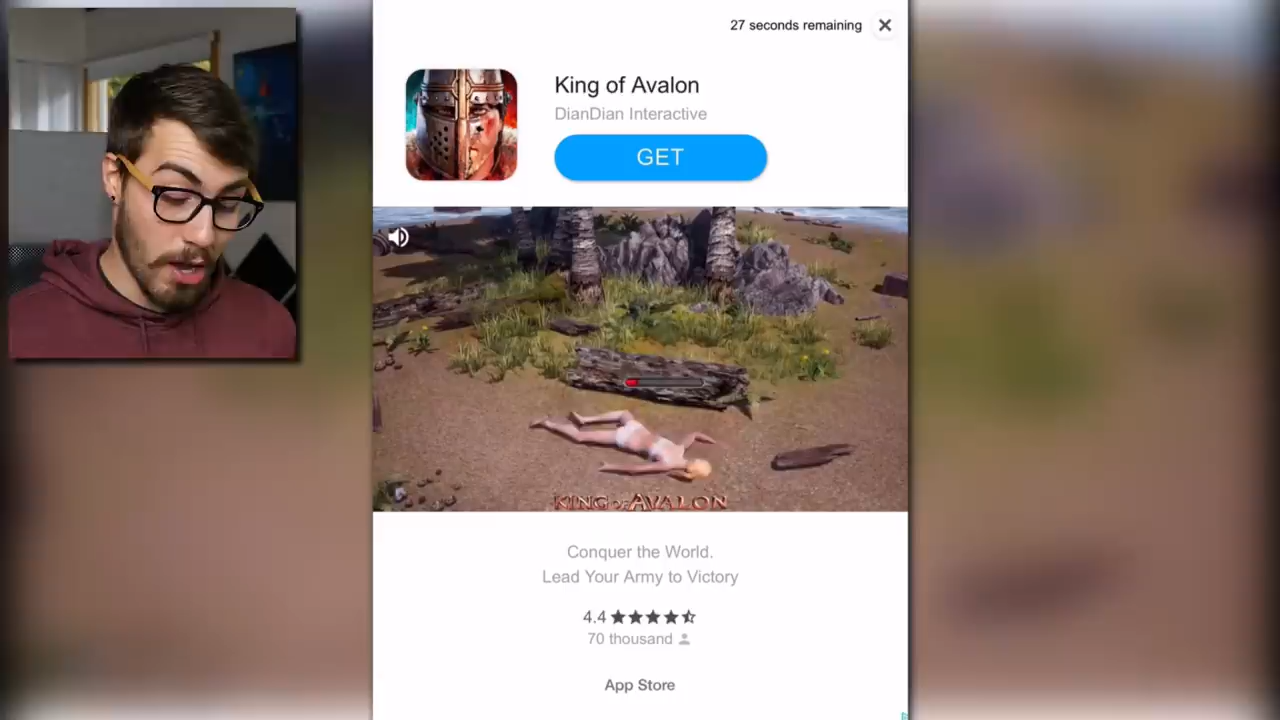 27 seconds remaining
King of Avalon
DianDian Interactive
GET
KING OF AVALON
Conquer the World.
Lead Your Army to Victory
4.4
70 thousand
App Store